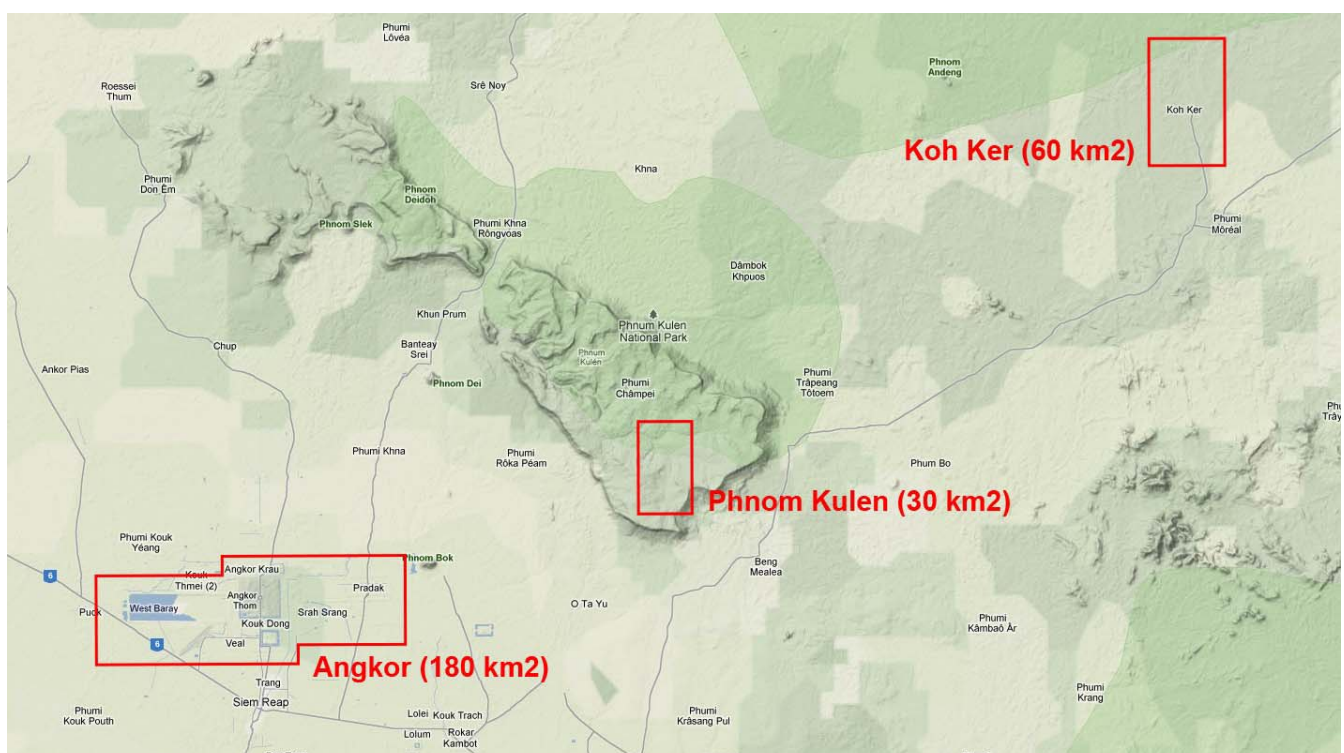 Phumi
Lôvéa
Roessei
Thum
Srê Noy
Phnom
Andeng
Koh Ker
Koh Ker (60 km2)
Khna
Phumi
Don Êm
Phnom
Deidoh
Phnom Slek
Phumi Khna
Rôngvoas
Phumi
Môréal
Dâmbok
Khpuos
Khun Prum
Phnum Kulen
National Park
Chup
Banteay
Srei
Phnum
Kulén
Ankor Pias
Phnom Dei
Phumi
Châmpei
Phumi
Trâpeang
Tôtoem
Phumi Khna
Phumi
Rôka Péam
Phum Bo
Phnom Kulen (30 km2)
Phumi Kouk
Yéang
Phnom Bok
Beng
Mealea
6
Angkor Krau
Kouk
Thmei (2)
Pradak
Puok
West Baray
Angkor
Thom
Srah Srang
O Ta Yu
Kouk Dong
Phumi
Kâmbaô Âr
6
Veal
Angkor (180 km2)
Trang
Siem Reap
Phumi
Krang
Phumi
Kouk Pouth
Lolei
Kouk Trach
Phumi
Krâsang Pul
Lolum
Rokar
Kambot